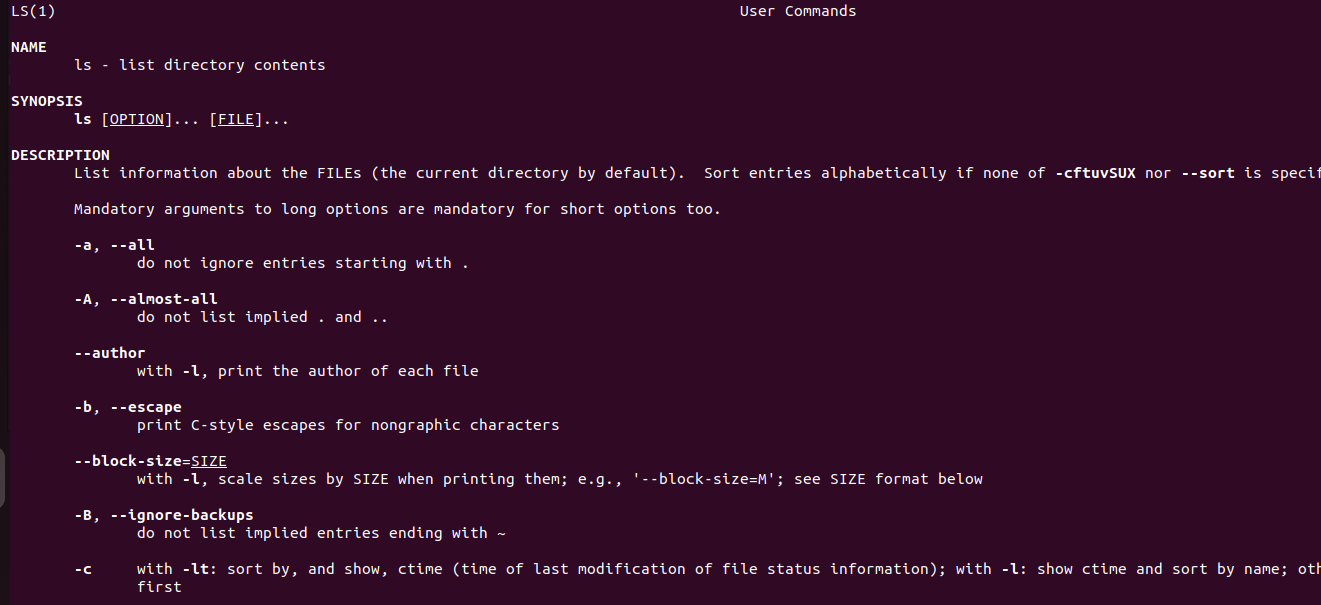 LS(1) User Commands
NAME
ls - list directory contents
SYNOPSIS
ls [OPTION]... [FILE]...
DESCRIPTION
List information about the FILEs (the current directory by default). Sort entries alphabetically if none of -cftuvSUX nor --sort is specif
Mandatory arguments to long options are mandatory for short options too.
-a, --all
do not ignore entries starting with .
-A, --almost-all
do not list implied . and ..
--author
with -l, print the author of each file
-b, --escape
print C-style escapes for nongraphic characters
--block-size=SIZE
with -l, scale sizes by SIZE when printing them; e.g., '--block-size=M'; see SIZE format below
-B, --ignore-backups
do not list implied entries ending with ~
-c with -lt: sort by, and show, ctime (time of last modification of file status information); with -l: show ctime and sort by name; oth
first